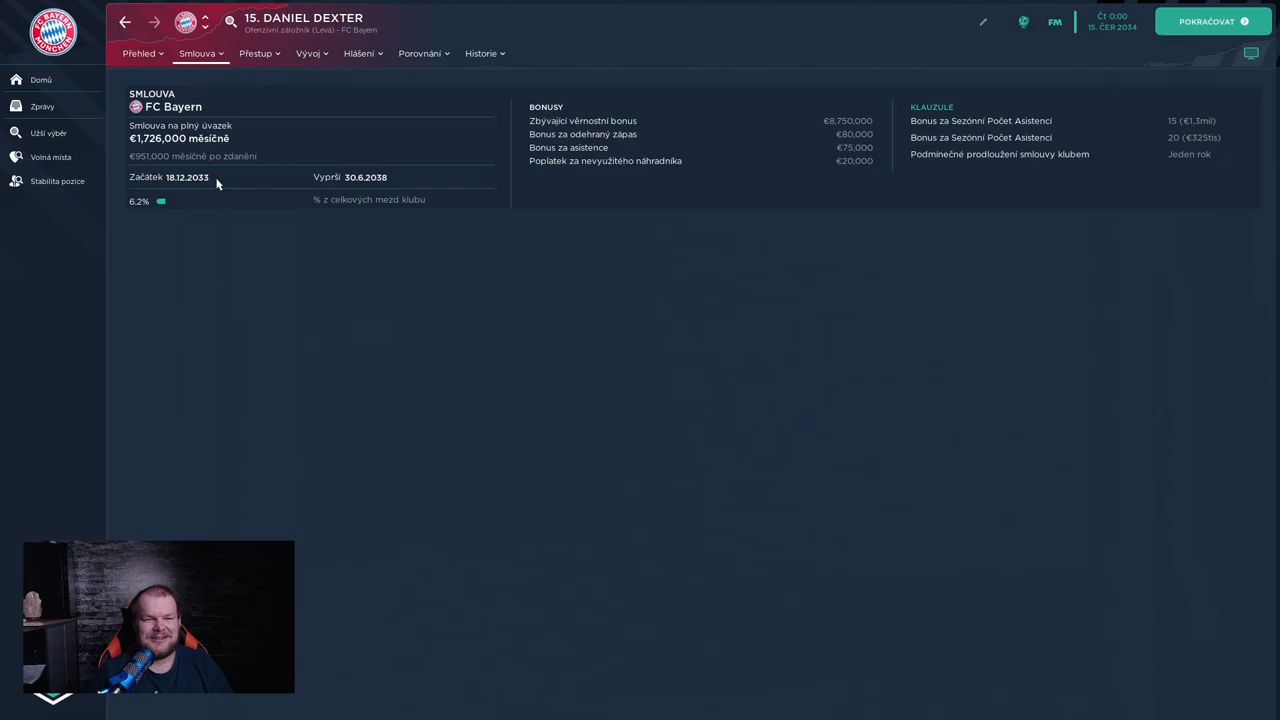 FC BAYERN
MÜNCHEN
15. DANIEL DEXTER
Ofenzivní záložník (Levá) - FC Bayern
FM
Čt 0:00
15. ČER 2034
POKRAČOVAT
Přehled
Smlouva
Přestup
Vývoj
Hlášení
Porovnání
Historie
Domů
Zprávy
Užší výběr
Volná místa
Stabilita pozice
SMLOUVA
FC Bayern
Smlouva na plný úvazek
€1,726,000 měsíčně
€951,000 měsíčně po zdanění
Začátek 18.12.2033
Vyprší 30.6.2038
6.2%
% z celkových mezd klubu
BONUSY
Zbývající věrnostní bonus €8,750,000
Bonus za odehraný zápas €80,000
Bonus za asistence €75,000
Poplatek za nevyužitého náhradníka €20,000
KLAUZULE
Bonus za Sezónní Počet Asistencí 15 (€1,3mil)
Bonus za Sezónní Počet Asistencí 20 (€325tis)
Podmínečné prodloužení smlouvy klubem Jeden rok